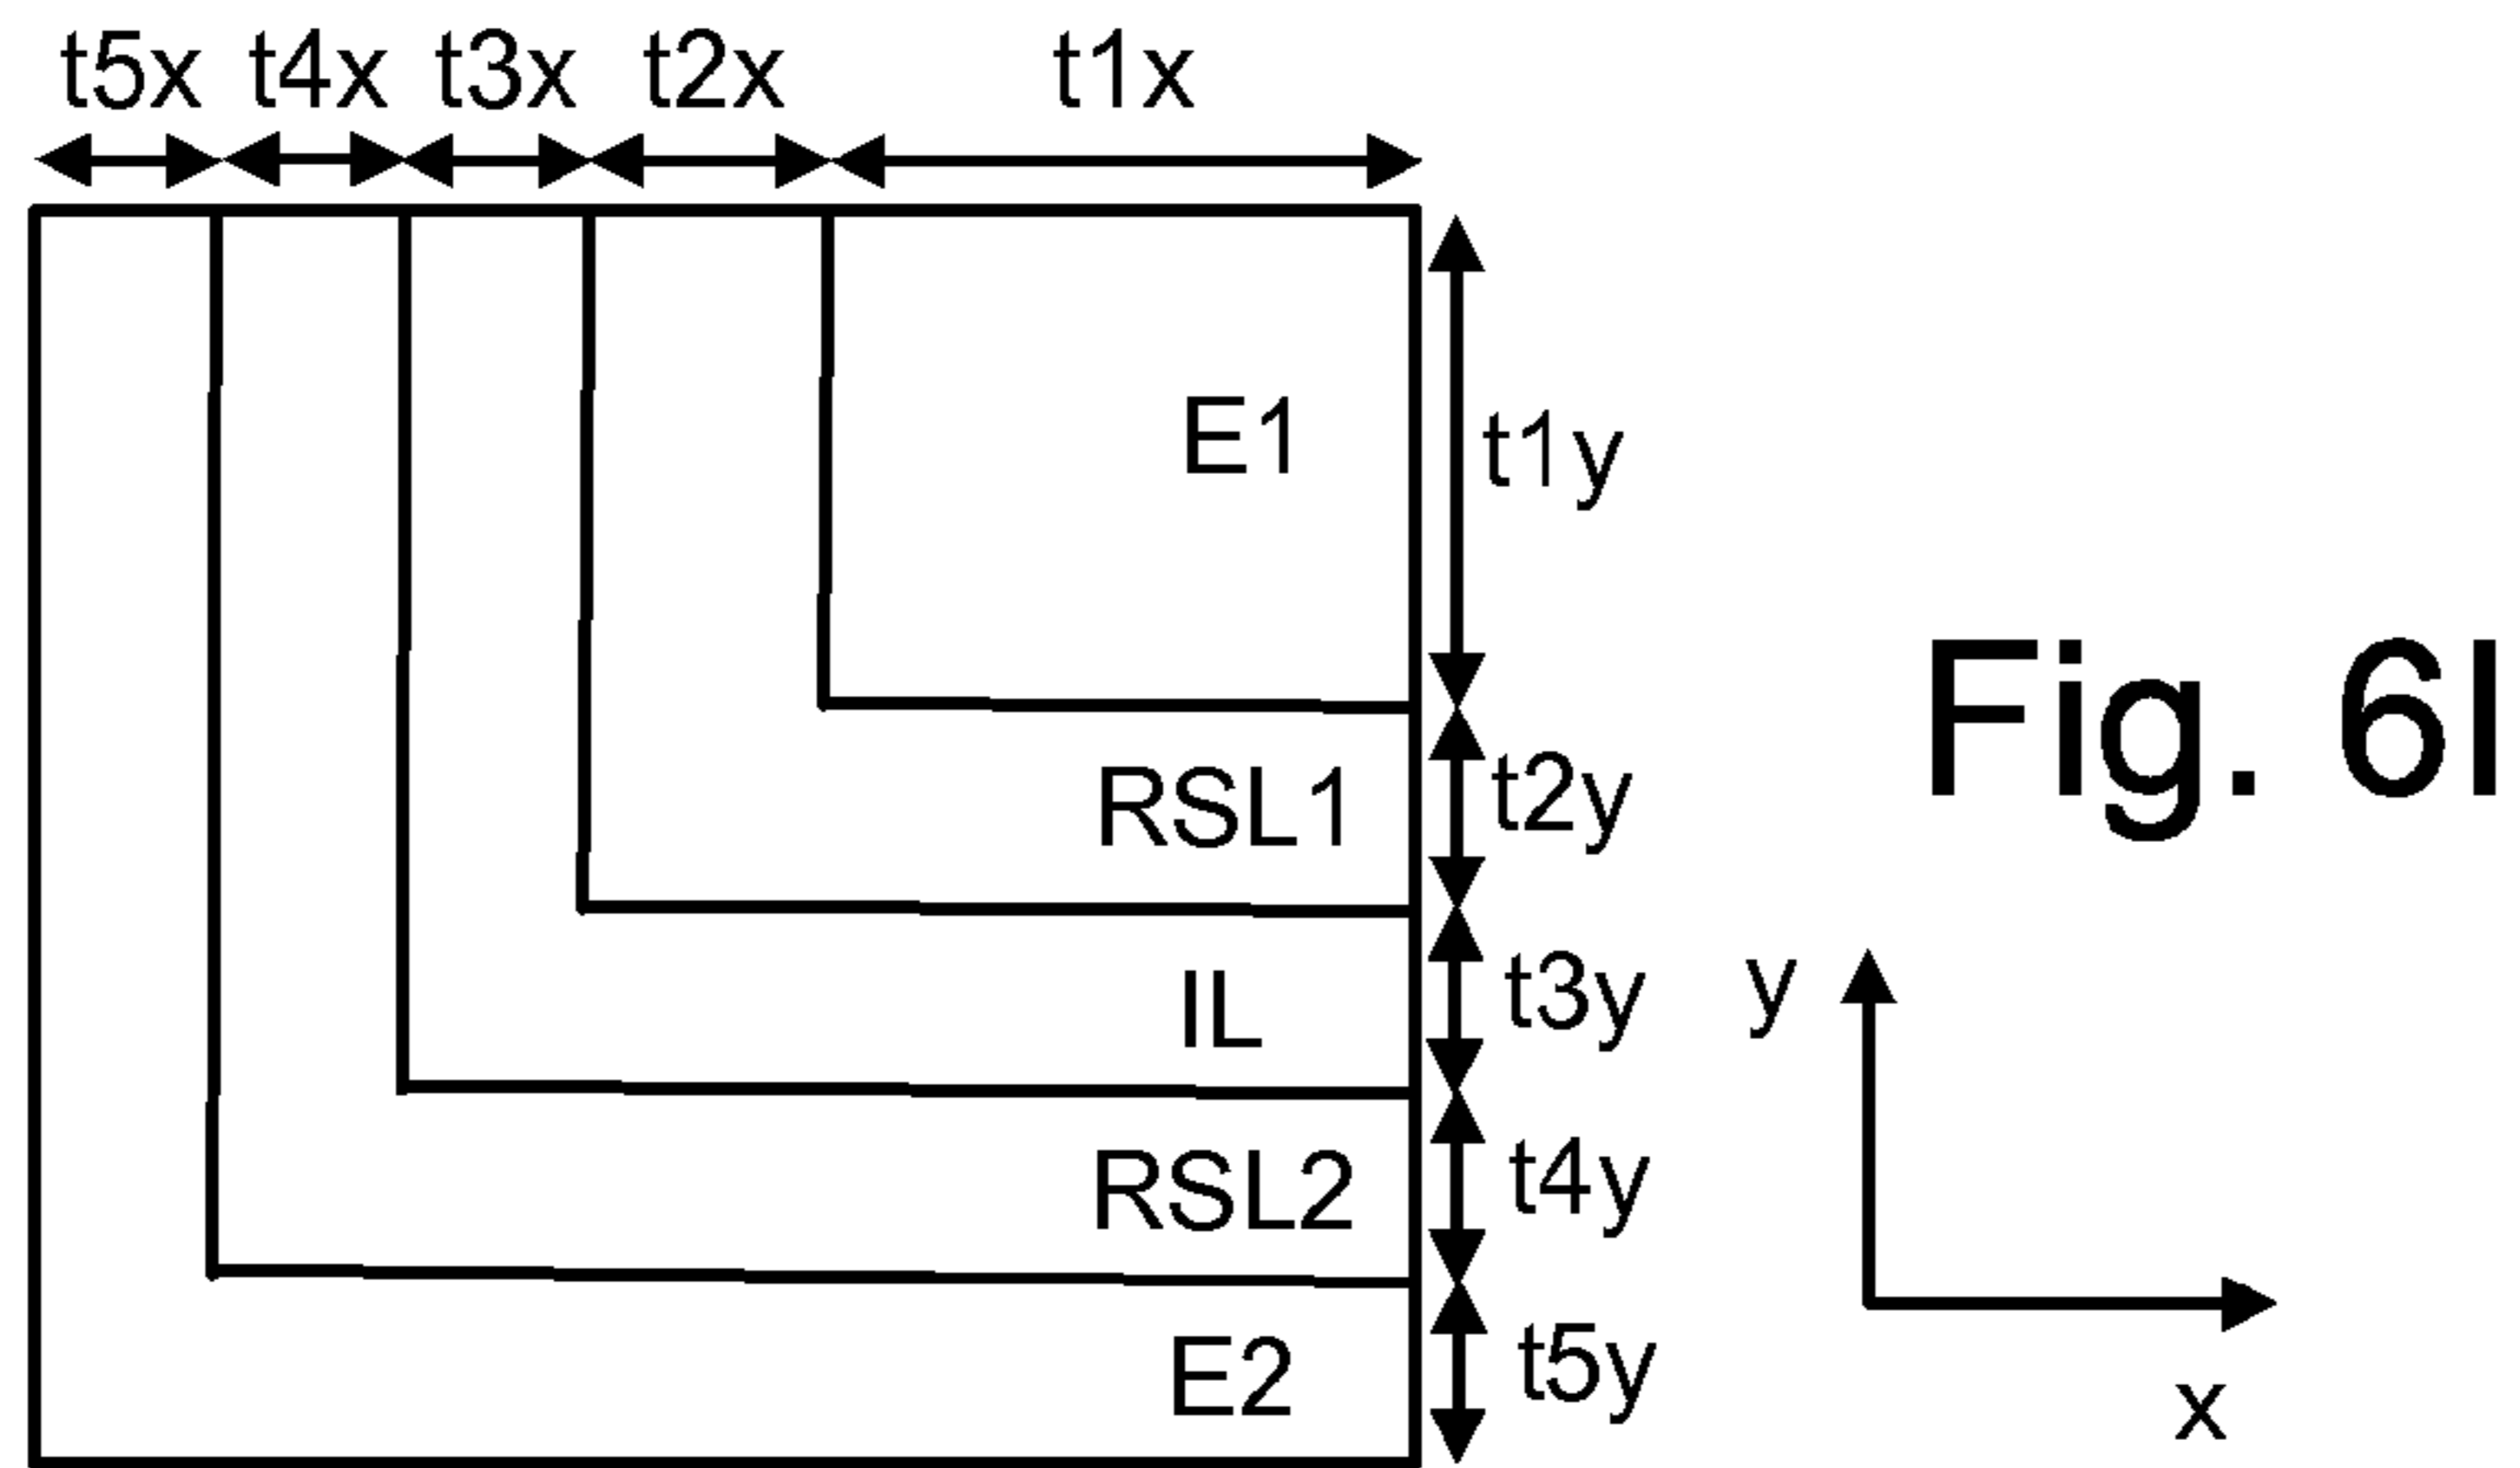 t5x t4x t3x t2x t1x
E1
t1y
RSL1
t2y
IL
t3y
RSL2
t4y
E2
t5y
y
x
Fig. 6I